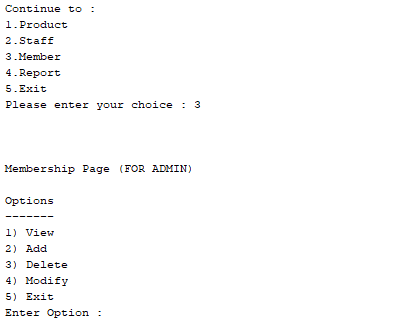 Continue to :
1.Product
2.Staff
3.Member
4.Report
5.Exit
Please enter your choice : 3
Membership Page (FOR ADMIN)
Options
-------
1) View
2) Add
3) Delete
4) Modify
5) Exit
Enter Option :